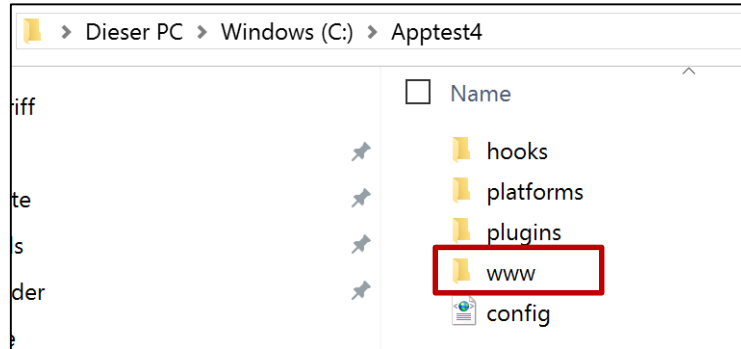 Dieser PC > Windows (C:) > Apptest4
Name
riff
hooks
platforms
te
plugins
ls
www
der
config